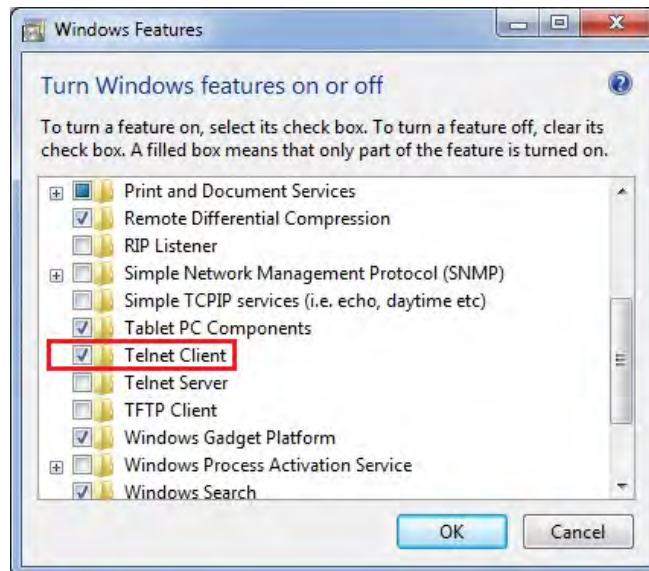 Windows Features
Turn Windows features on or off
To turn a feature on, select its check box. To turn a feature off, clear its
check box. A filled box means that only part of the feature is turned on.
Print and Document Services
Remote Differential Compression
RIP Listener
Simple Network Management Protocol (SNMP)
Simple TCPIP services (i.e. echo, daytime etc)
Tablet PC Components
Telnet Client
Telnet Server
TFTP Client
Windows Gadget Platform
Windows Process Activation Service
Windows Search
OK Cancel